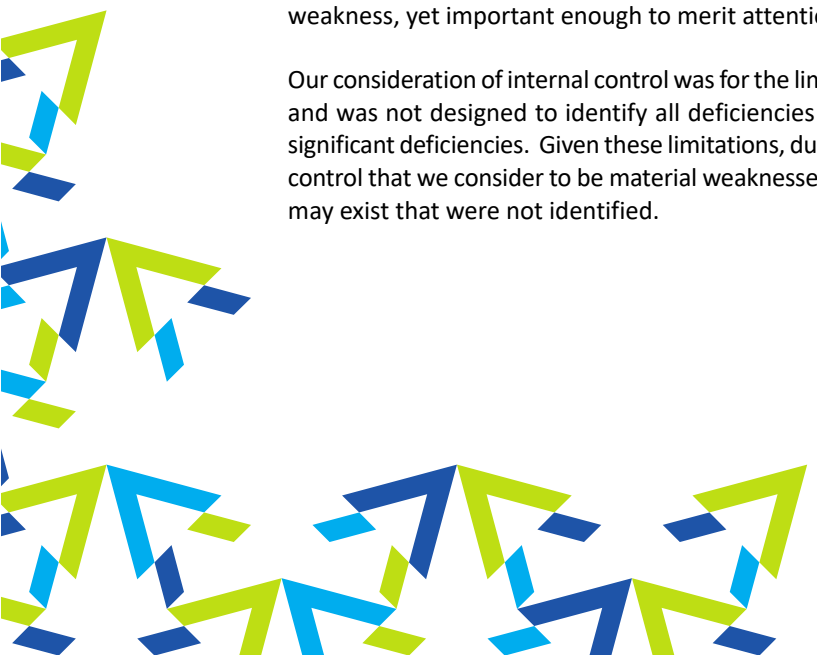 weakness, yet important enough to merit attenti
Our consideration of internal control was for the lim
and was not designed to identify all deficiencies
significant deficiencies. Given these limitations, du
control that we consider to be material weaknesse
may exist that were not identified.